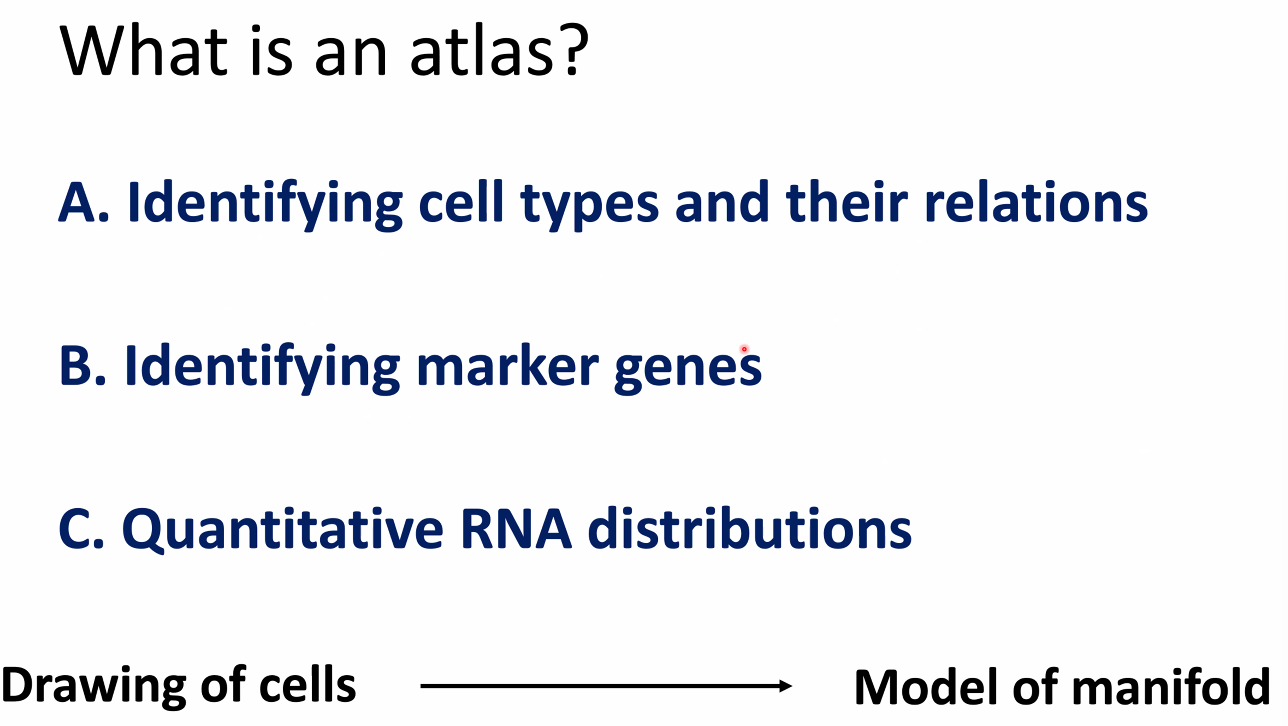 What is an atlas?
A. Identifying cell types and their relations
B. Identifying marker genes
C. Quantitative RNA distributions
Drawing of cells
Model of manifold